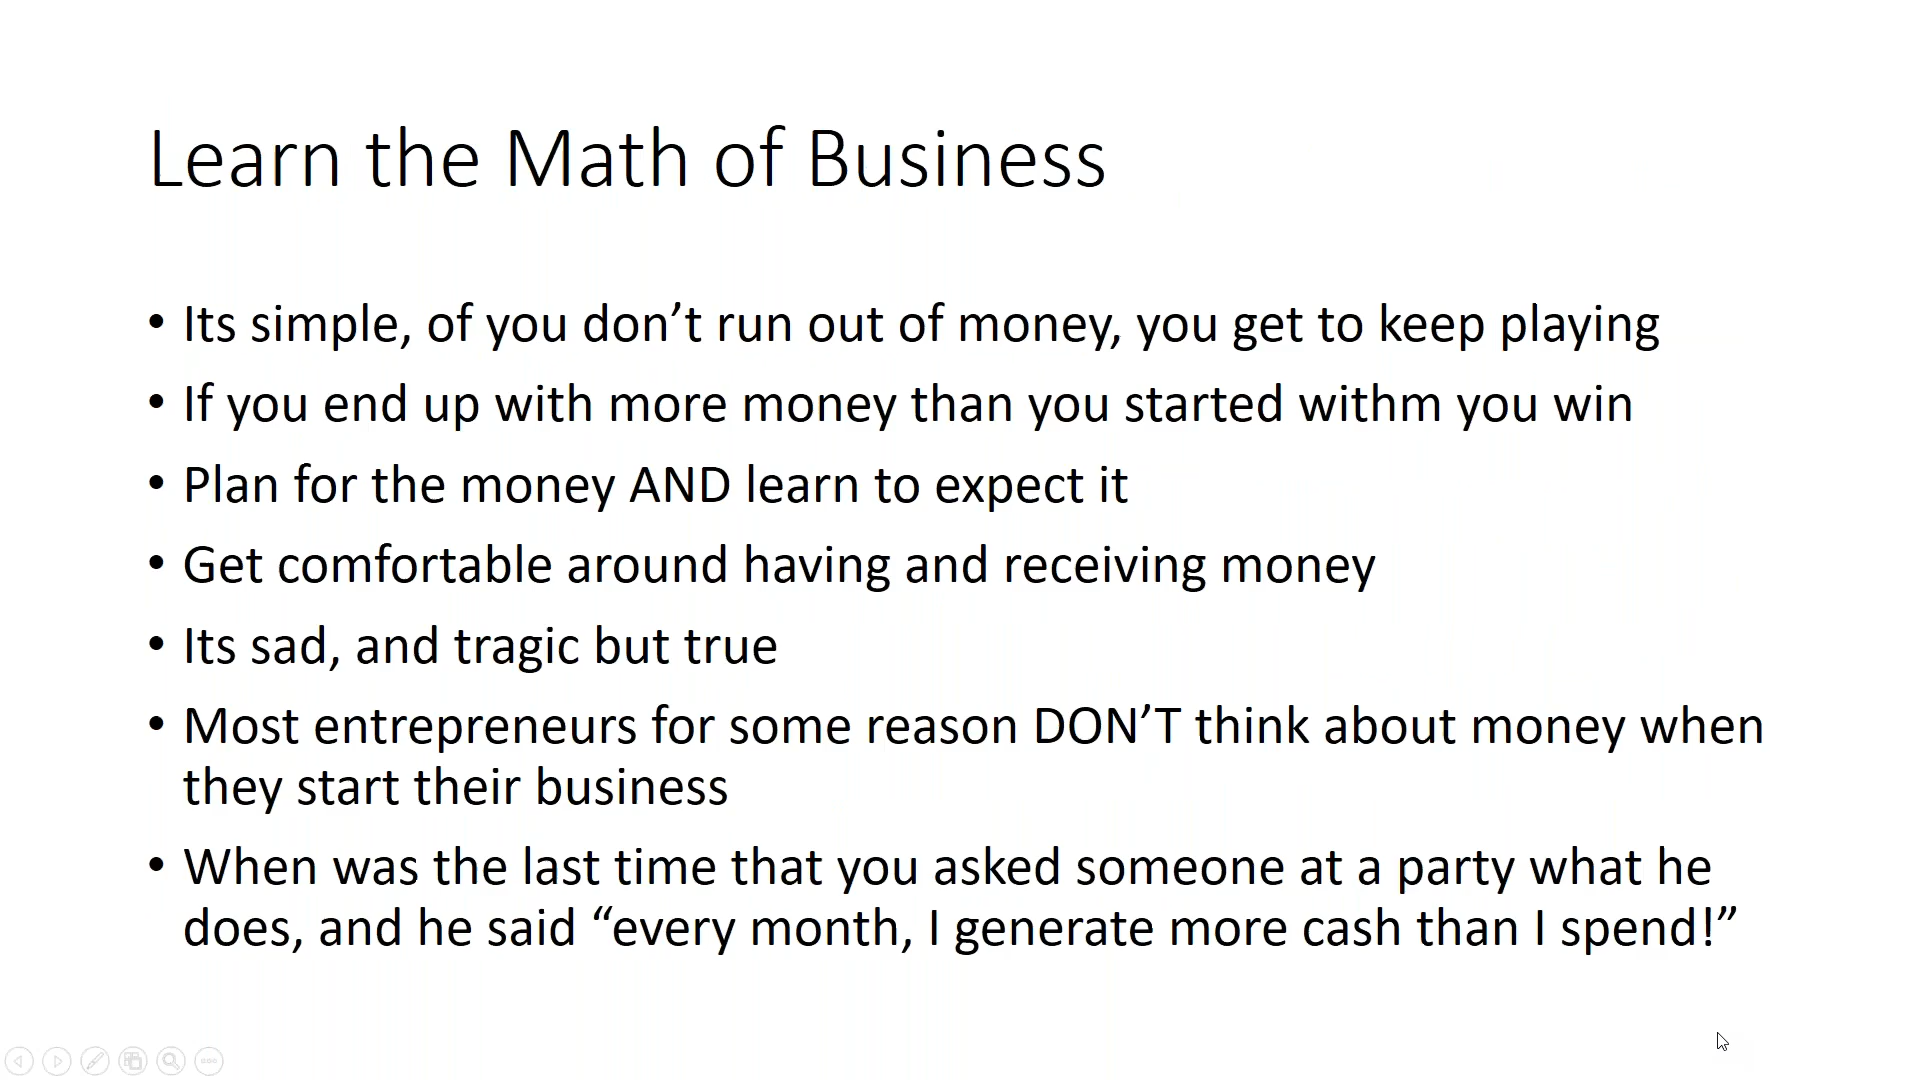 Learn the Math of Business
• Its simple, of you don’t run out of money, you get to keep playing
• If you end up with more money than you started withm you win
• Plan for the money AND learn to expect it
• Get comfortable around having and receiving money
• Its sad, and tragic but true
• Most entrepreneurs for some reason DON’T think about money when
they start their business
• When was the last time that you asked someone at a party what he
does, and he said “every month, I generate more cash than I spend!”